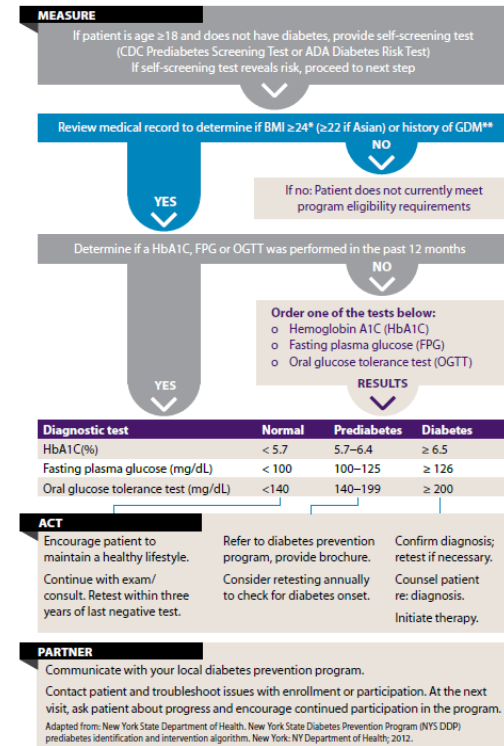 MEASURE
If patient is age ≥18 and does not have diabetes, provide self-screening test
(CDC Prediabetes Screening Test or ADA Diabetes Risk Test)
If self-screening test reveals risk, proceed to next step
Review medical record to determine if BMI ≥24* (≥22 if Asian) or history of GDM**
NO
YES
If no: Patient does not currently meet
program eligibility requirements
Determine if a HbA1C, FPG or OGTT was performed in the past 12 months
NO
Order one of the tests below:
o Hemoglobin A1C (HbA1C)
o Fasting plasma glucose (FPG)
o Oral glucose tolerance test (OGTT)
YES
RESULTS
Diagnostic test Normal Prediabetes Diabetes
HbA1C(%) < 5.7 5.7–6.4 ≥ 6.5
Fasting plasma glucose (mg/dL) < 100 100–125 ≥ 126
Oral glucose tolerance test (mg/dL) <140 140–199 ≥ 200
ACT
Encourage patient to
maintain a healthy lifestyle.
Continue with exam/
consult. Retest within three
years of last negative test.
Refer to diabetes prevention
program, provide brochure.
Consider retesting annually
to check for diabetes onset.
Confirm diagnosis;
retest if necessary.
Counsel patient
re: diagnosis.
Initiate therapy.
PARTNER
Communicate with your local diabetes prevention program.
Contact patient and troubleshoot issues with enrollment or participation. At the next
visit, ask patient about progress and encourage continued participation in the program.
Adapted from: New York State Department of Health. New York State Diabetes Prevention Program (NYS DDP)
prediabetes identification and intervention algorithm. New York: NY Department of Health; 2012.